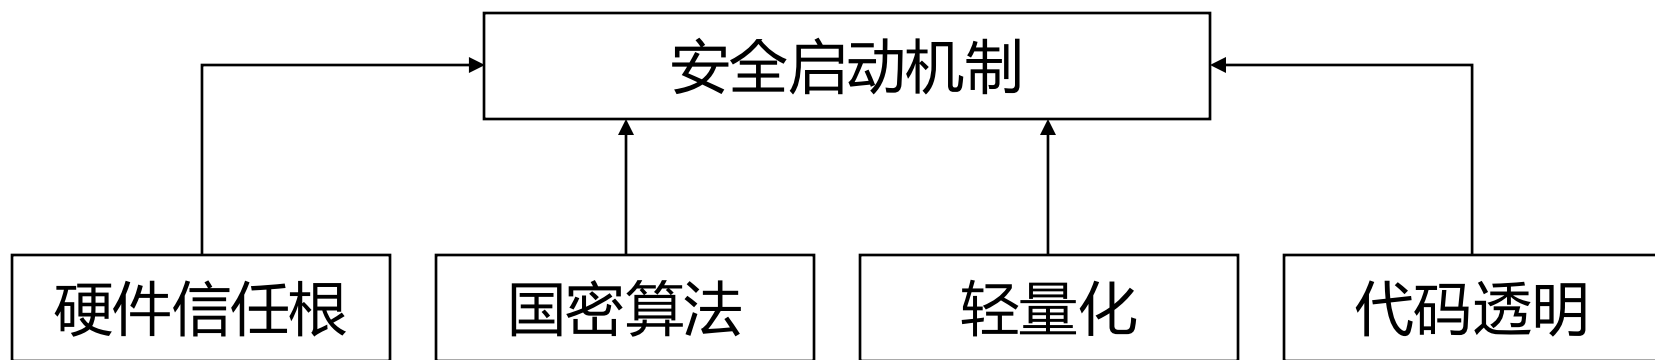 安全启动机制
硬件信任根
国密算法
轻量化
代码透明